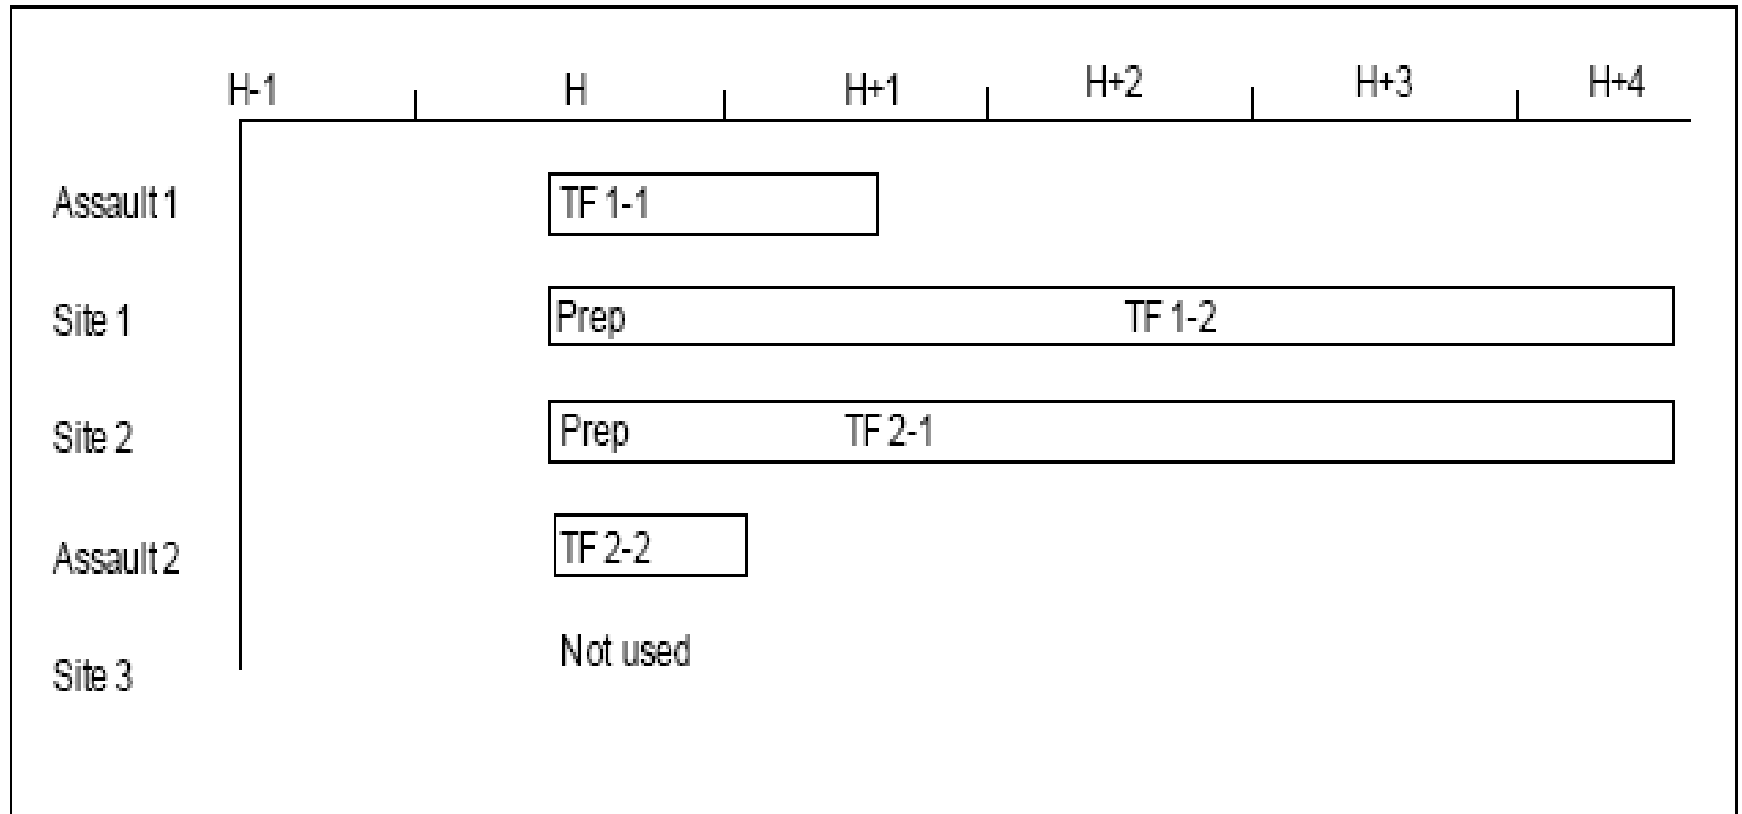 H-1 H H+1 H+2 H+3 H+4
Assault 1 TF 1-1
Site 1 Prep TF 1-2
Site 2 Prep TF 2-1
Assault 2 TF 2-2
Site 3 Not used